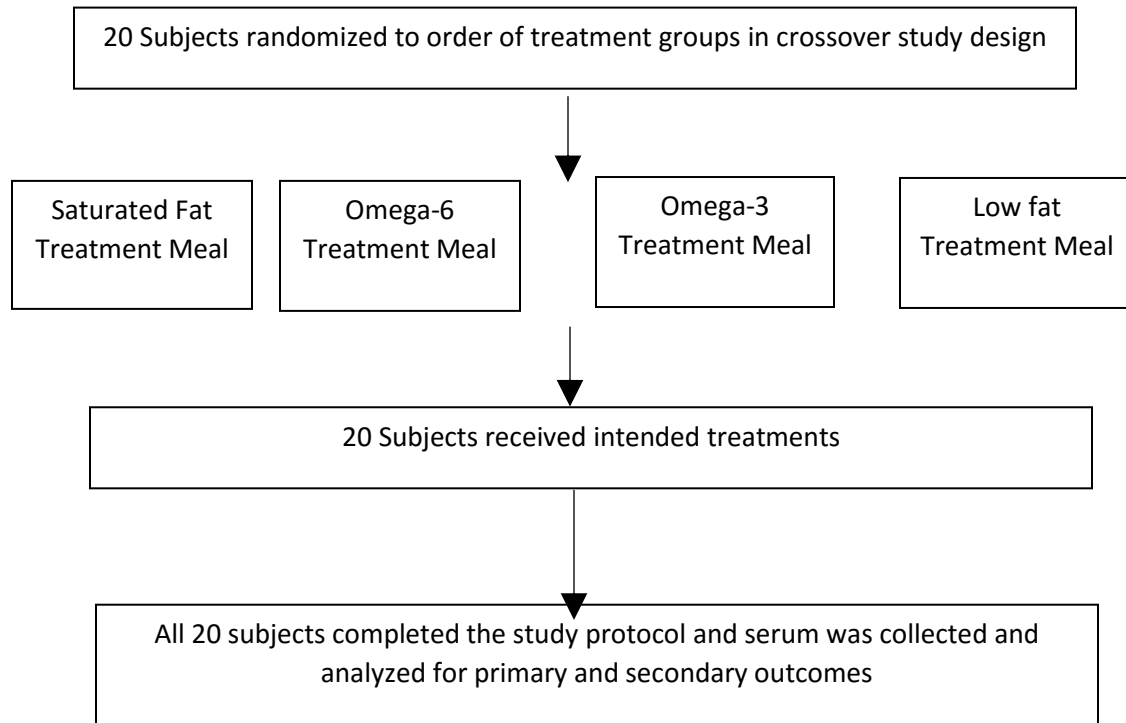 20 Subjects randomized to order of treatment groups in crossover study design
Saturated Fat
Treatment Meal
Omega-6
Treatment Meal
Omega-3
Treatment Meal
Low fat
Treatment Meal
20 Subjects received intended treatments
All 20 subjects completed the study protocol and serum was collected and
analyzed for primary and secondary outcomes